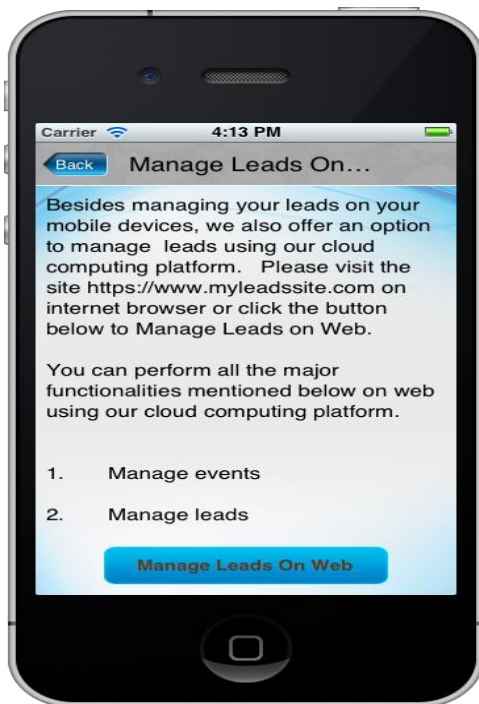 Carrier 4:13 PM
Back Manage Leads On...
Besides managing your leads on your
mobile devices, we also offer an option
to manage leads using our cloud
computing platform. Please visit the
site https://www.myleadssite.com on
internet browser or click the button
below to Manage Leads on Web.
You can perform all the major
functionalities mentioned below on web
using our cloud computing platform.
1. Manage events
2. Manage leads
Manage Leads On Web